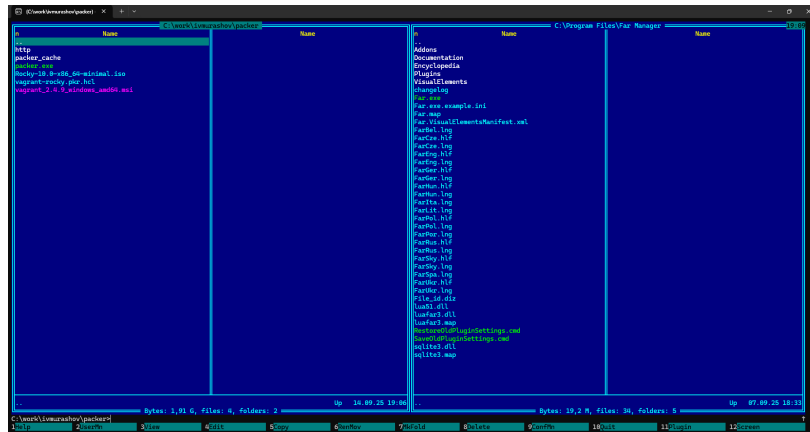 {C:\work\ivmurashov\packer}
C:\work\ivmurashov\packer
n Name Name
..
http
packer_cache
packer.exe
Rocky-10.0-x86_64-minimal.iso
vagrant-rocky.pkr.hcl
vagrant_2.4.9_windows_amd64.msi
.. Up 14.09.25 19:06
Bytes: 1,91 G, files: 4, folders: 2
C:\Program Files\Far Manager 19:09
n Name Name
..
Addons
Documentation
Encyclopedia
Plugins
VisualElements
changelog
Far.exe
Far.exe.example.ini
Far.map
Far.VisualElementsManifest.xml
FarBel.lng
FarCze.hlf
FarCze.lng
FarEng.hlf
FarEng.lng
FarGer.hlf
FarGer.lng
FarHun.hlf
FarHun.lng
FarIta.lng
FarLit.lng
FarPol.hlf
FarPol.lng
FarPor.lng
FarRus.hlf
FarRus.lng
FarSky.hlf
FarSky.lng
FarSpa.lng
FarUkr.hlf
FarUkr.lng
File_id.diz
lua51.dll
luafar3.dll
luafar3.map
RestoreOldPluginSettings.cmd
SaveOldPluginSettings.cmd
sqlite3.dll
sqlite3.map
.. Up 07.09.25 18:33
Bytes: 19,2 M, files: 34, folders: 5
C:\work\ivmurashov\packer>
1Help 2UserMn 3View 4Edit 5Copy 6RenMov 7MkFold 8Delete 9ConfMn 10Quit 11Plugin 12Screen